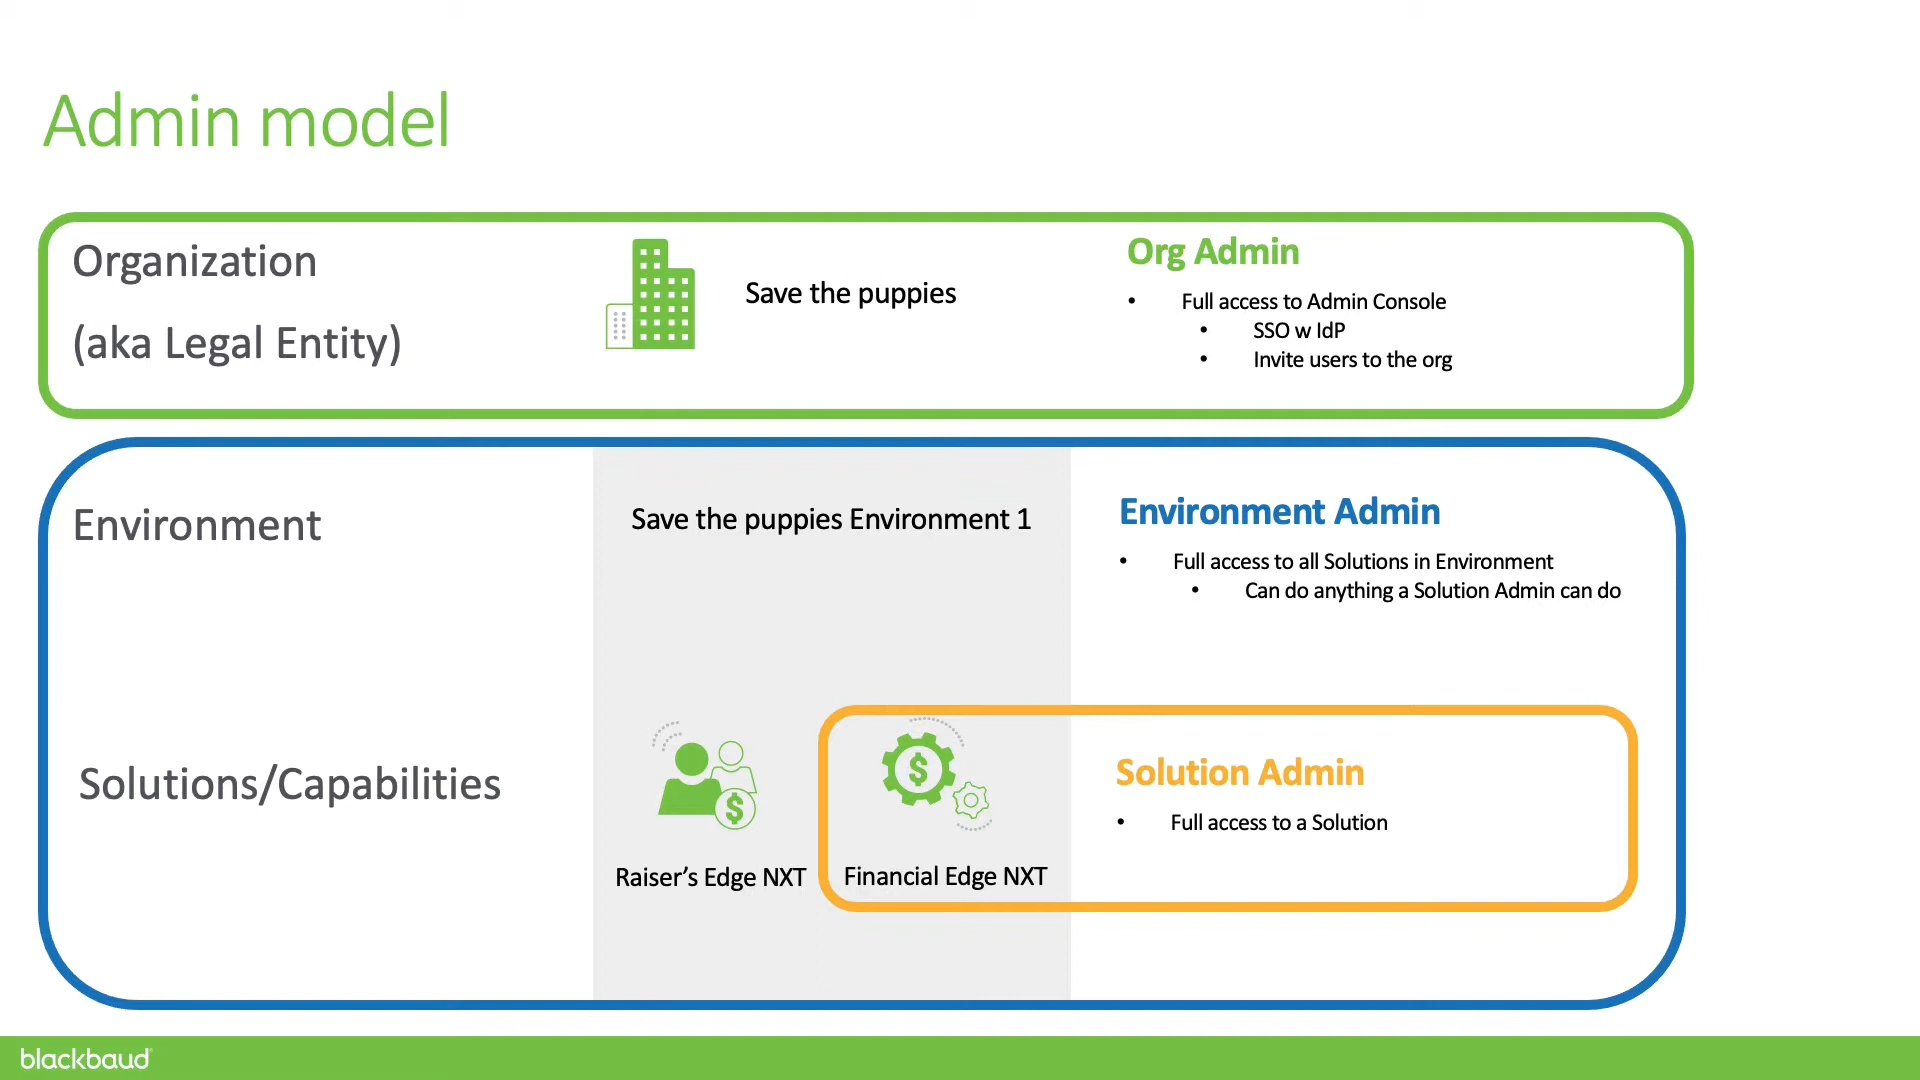 Admin model
Organization
(aka Legal Entity)
Save the puppies
Org Admin
• Full access to Admin Console
• SSO w IdP
• Invite users to the org
Environment
Save the puppies Environment 1
Environment Admin
• Full access to all Solutions in Environment
• Can do anything a Solution Admin can do
Solutions/Capabilities
$
$
Raiser’s Edge NXT
Financial Edge NXT
Solution Admin
• Full access to a Solution
blackbaud